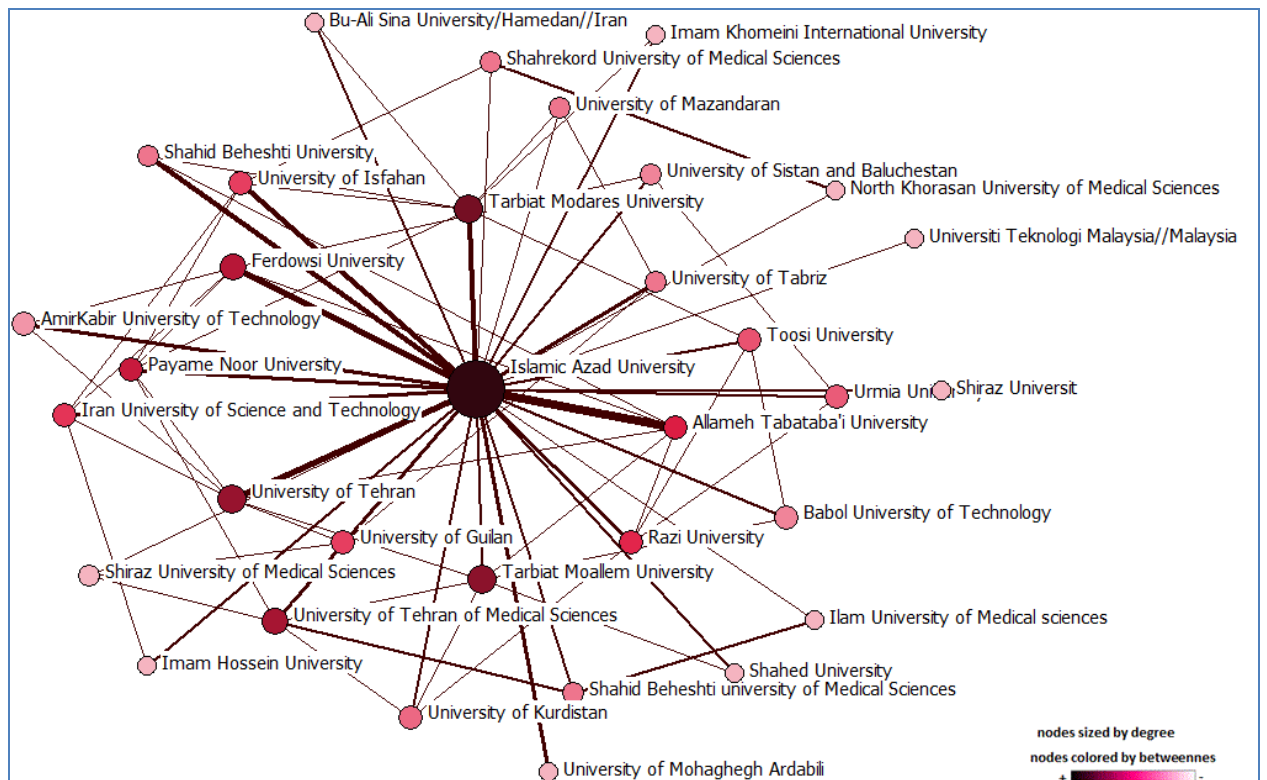 Bu-Ali Sina University/Hamedan//Iran
Imam Khomeini International University
Shahrekord University of Medical Sciences
University of Mazandaran
Shahid Beheshti University
University of Isfahan
University of Sistan and Baluchestan
North Khorasan University of Medical Sciences
Tarbiat Modares University
Universiti Teknologi Malaysia//Malaysia
Ferdowsi University
University of Tabriz
AmirKabir University of Technology
Toosi University
Payame Noor University
Islamic Azad University
Urmia Uni
Shiraz Universit
Iran University of Science and Technology
Allameh Tabataba'i University
University of Tehran
Babol University of Technology
University of Guilan
Razi University
Shiraz University of Medical Sciences
Tarbiat Moallem University
University of Tehran of Medical Sciences
Ilam University of Medical sciences
Imam Hossein University
Shahed University
Shahid Beheshti university of Medical Sciences
University of Kurdistan
University of Mohaghegh Ardabili
nodes sized by degree
nodes colored by betweennes
+ -